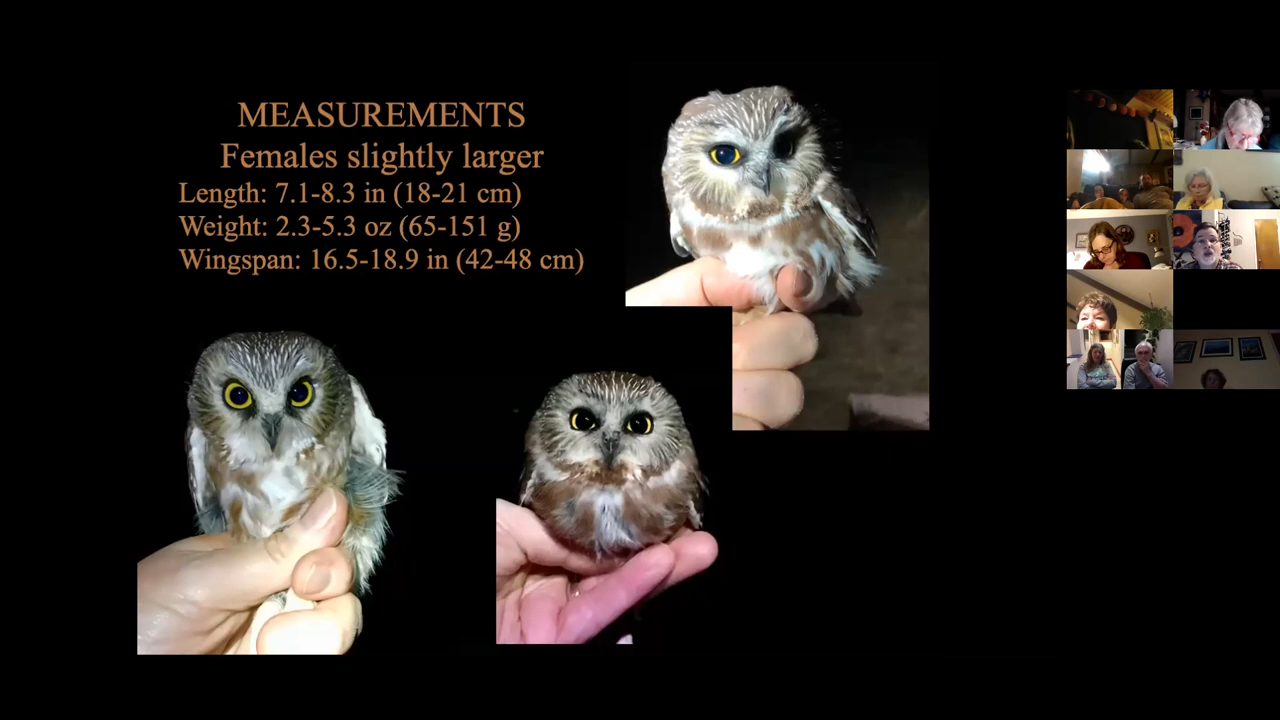 MEASUREMENTS
Females slightly larger
Length: 7.1-8.3 in (18-21 cm)
Weight: 2.3-5.3 oz (65-151 g)
Wingspan: 16.5-18.9 in (42-48 cm)